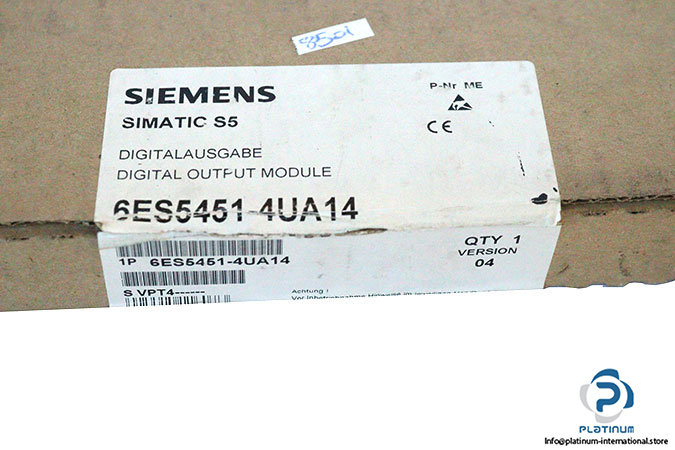 SIEMENS
SIMATIC S5
DIGITALAUSGABE
DIGITAL OUTPUT MODULE
6ES5451-4UA14
P-Nr ME
CE
1P 6ES5451-4UA14
S VPT4------
QTY 1
VERSION
04
Achtung !
PLATINUM
info@platinum-international.store